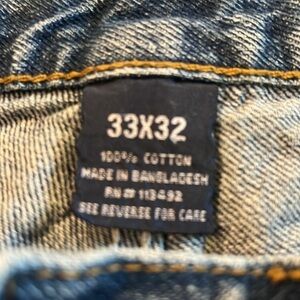 33X32
100% COTTON
MADE IN BANGLADESH
RN# 113492
SEE REVERSE FOR CARE